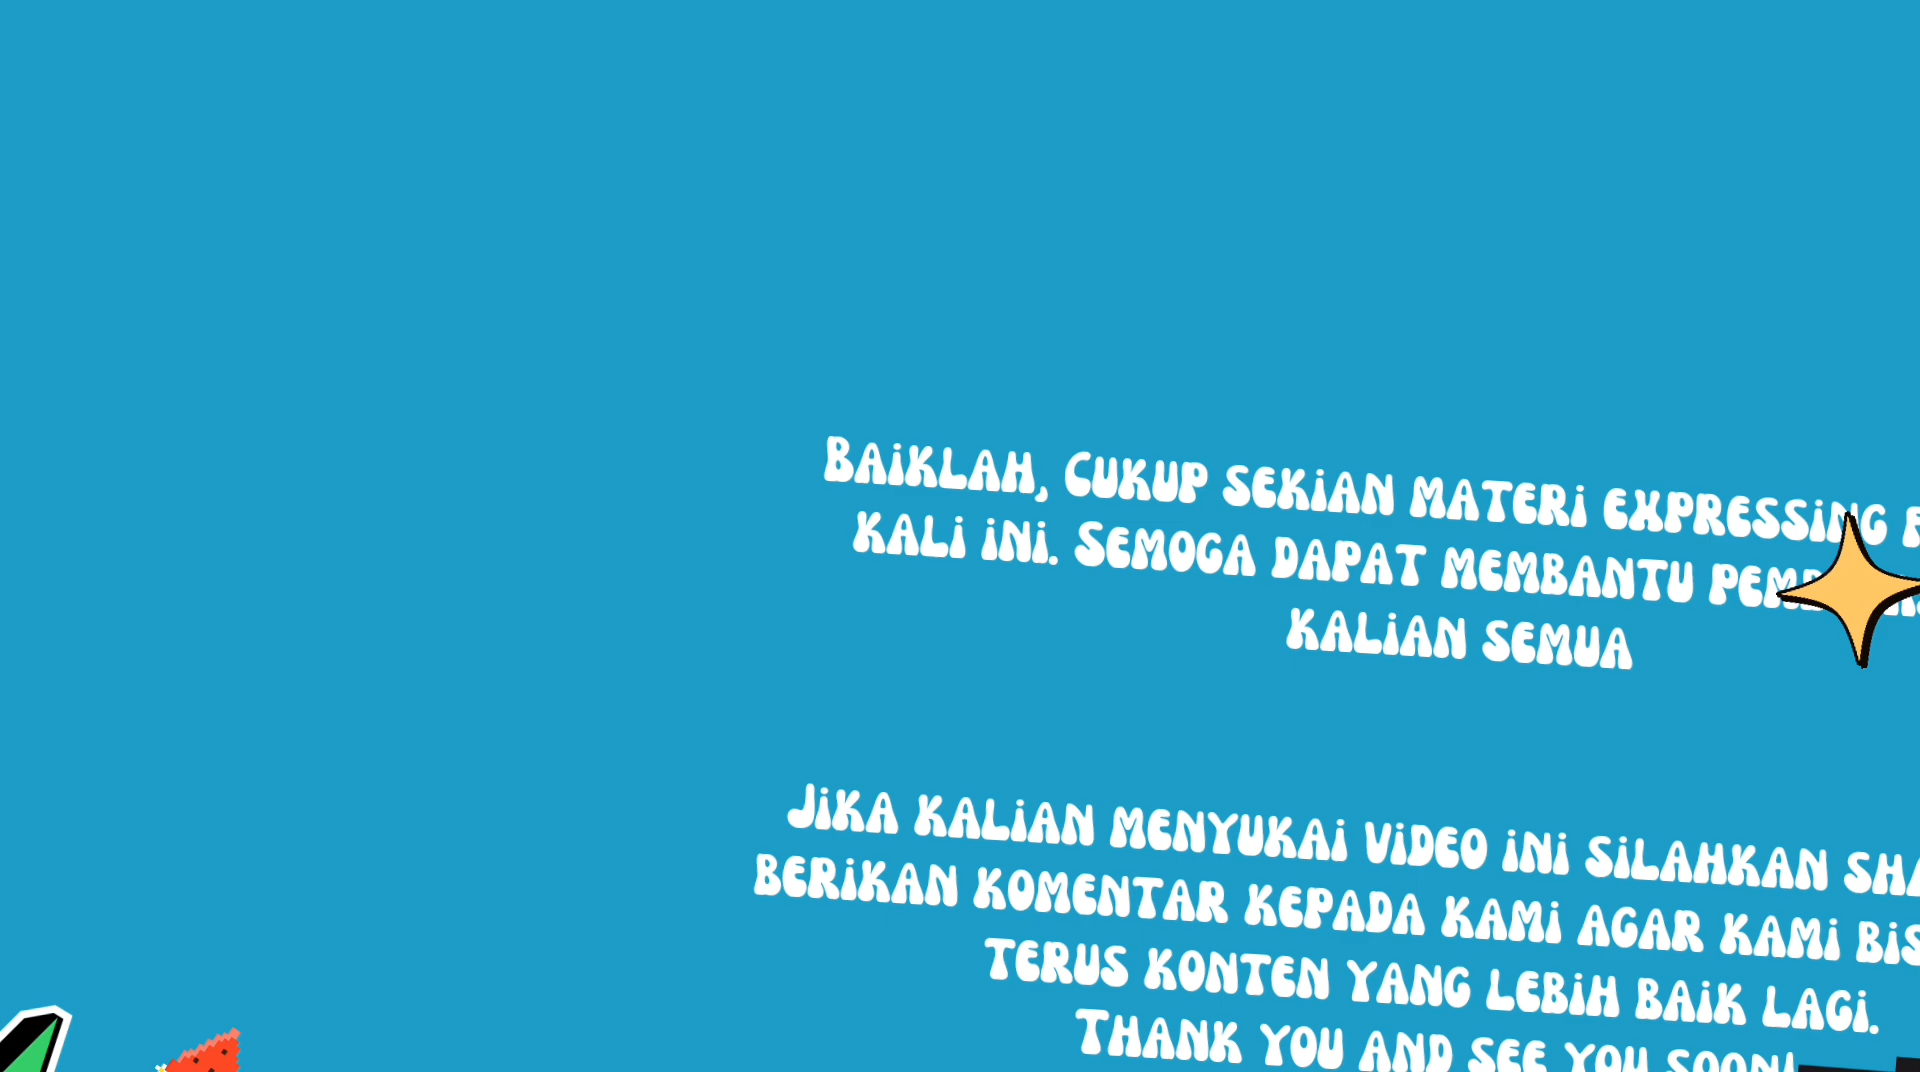 Baiklah, cukup sekian materi expressing
kali ini. Semoga dapat membantu
kalian semua
Jika kalian menyukai video ini silahkan
berikan komentar kepada kami agar kami
terus konten yang lebih baik lagi.
Thank you and see you soon!